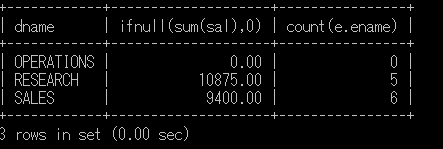 +------------+--------------------+----------------+
| dname | ifnull(sum(sal),0) | count(e.ename) |
+------------+--------------------+----------------+
| OPERATIONS | 0.00 | 0 |
| RESEARCH | 10875.00 | 5 |
| SALES | 9400.00 | 6 |
+------------+--------------------+----------------+
3 rows in set (0.00 sec)